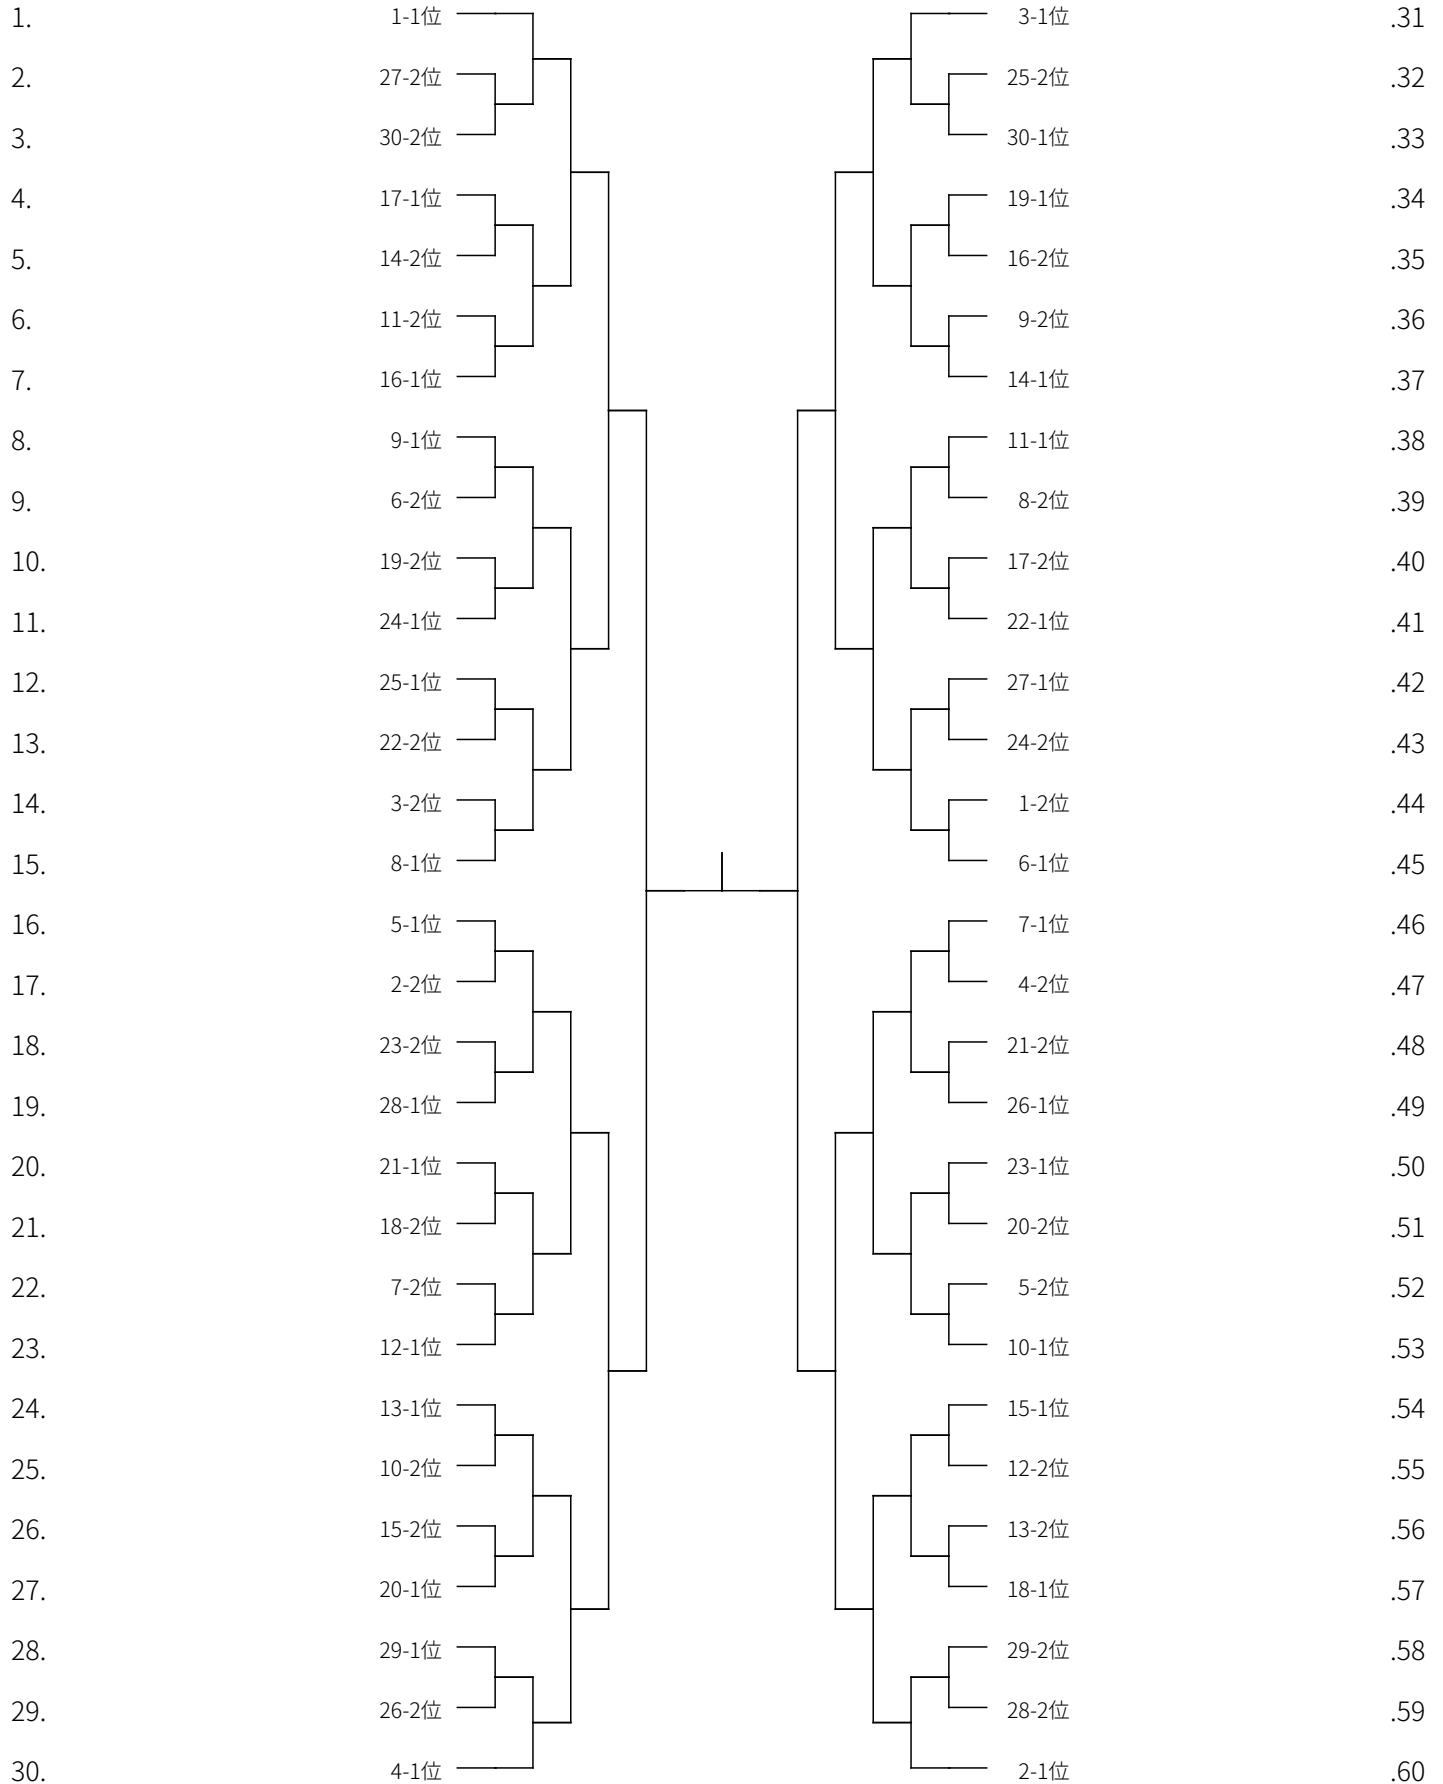 1. 1-1位 3-1位 .31
2. 27-2位 25-2位 .32
3. 30-2位 30-1位 .33
4. 17-1位 19-1位 .34
5. 14-2位 16-2位 .35
6. 11-2位 9-2位 .36
7. 16-1位 14-1位 .37
8. 9-1位 11-1位 .38
9. 6-2位 8-2位 .39
10. 19-2位 17-2位 .40
11. 24-1位 22-1位 .41
12. 25-1位 27-1位 .42
13. 22-2位 24-2位 .43
14. 3-2位 1-2位 .44
15. 8-1位 6-1位 .45
16. 5-1位 7-1位 .46
17. 2-2位 4-2位 .47
18. 23-2位 21-2位 .48
19. 28-1位 26-1位 .49
20. 21-1位 23-1位 .50
21. 18-2位 20-2位 .51
22. 7-2位 5-2位 .52
23. 12-1位 10-1位 .53
24. 13-1位 15-1位 .54
25. 10-2位 12-2位 .55
26. 15-2位 13-2位 .56
27. 20-1位 18-1位 .57
28. 29-1位 29-2位 .58
29. 26-2位 28-2位 .59
30. 4-1位 2-1位 .60